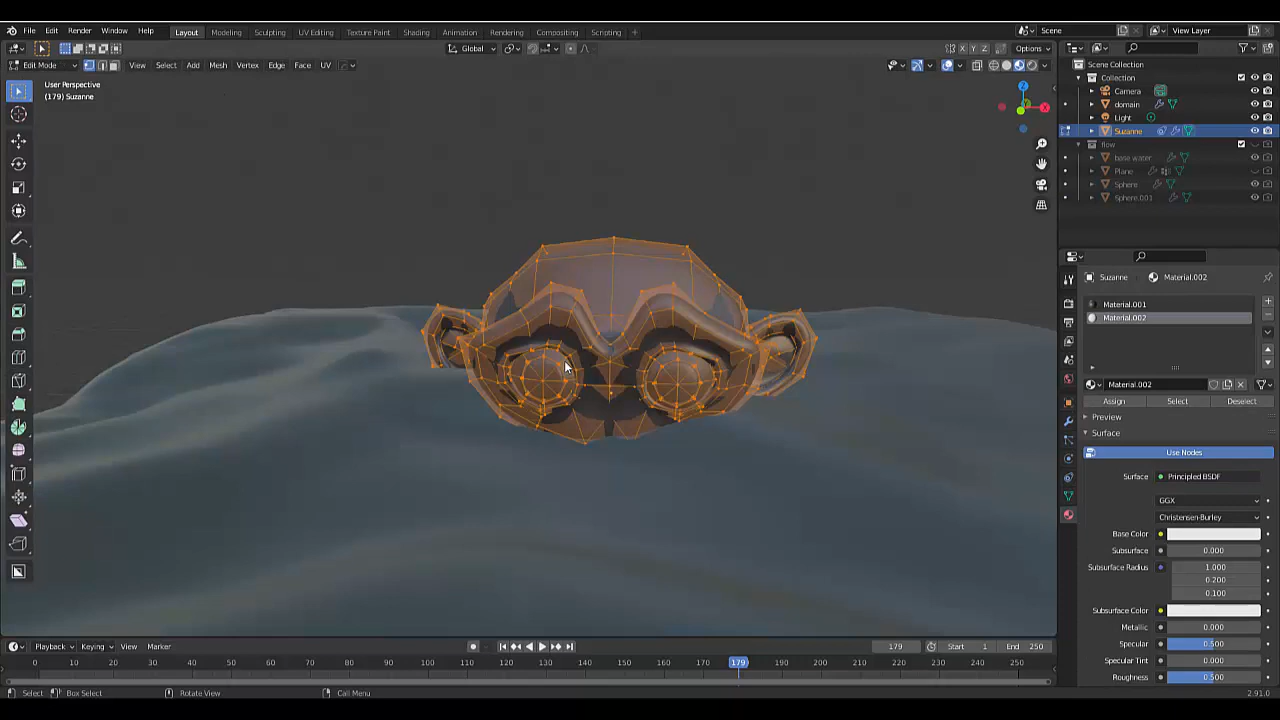 File Edit Render Window Help Layout Modeling Sculpting UV Editing Texture Paint Shading Animation Rendering Compositing Scripting + Scene View Layer
Global Options X Y Z
Edit Mode View Select Add Mesh Vertex Edge Face UV
User Perspective
(179) Suzanne
Scene Collection
Collection
Camera
domain
Light
Suzanne
flow
base water
Plane
Sphere
Sphere.001
Suzanne Material.002
Material.001
Material.002
Material.002
Assign Select Deselect
Preview
Surface
Use Nodes
Surface Principled BSDF
GGX
Christensen-Burley
Base Color
Subsurface 0.000
Subsurface Radius 1.000
0.200
0.100
Subsurface Color
Metallic 0.000
Specular 0.500
Specular Tint 0.000
Roughness 0.500
Playback Keying View Marker 179 Start 1 End 250
0 10 20 30 40 50 60 70 80 90 100 110 120 130 140 150 160 170 179 190 200 210 220 230 240 250
Select Box Select Rotate View Call Menu 2.91.0